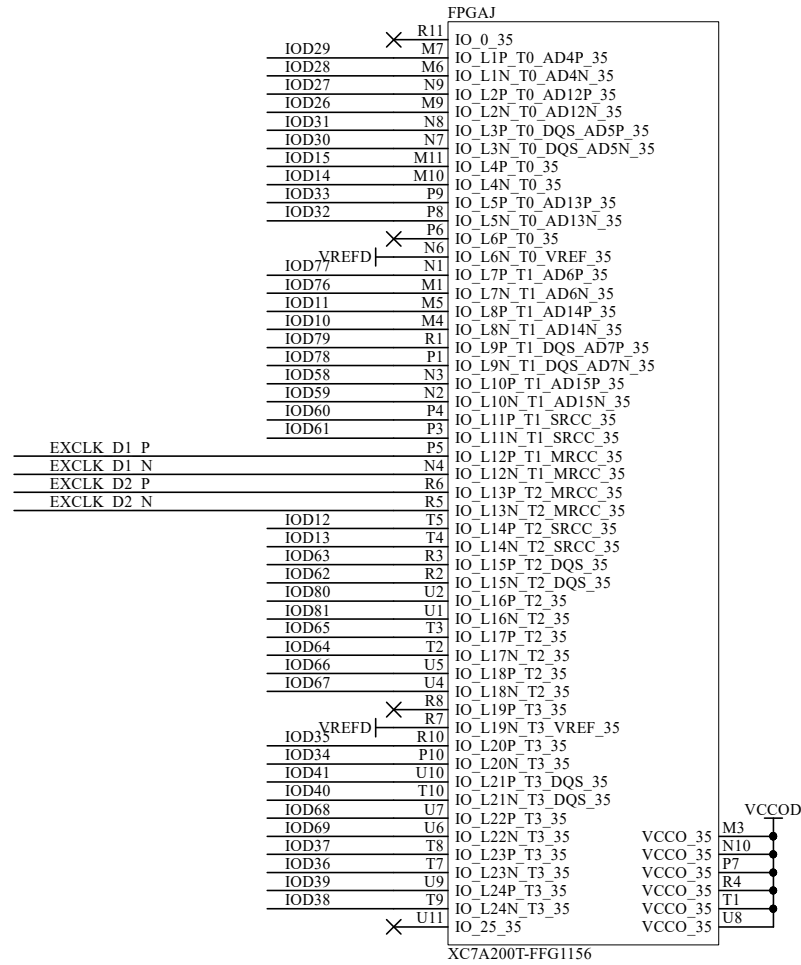 FPGAJ
R11 IO_0_35
IOD29 M7 IO_L1P_T0_AD4P_35
IOD28 M6 IO_L1N_T0_AD4N_35
IOD27 N9 IO_L2P_T0_AD12P_35
IOD26 M9 IO_L2N_T0_AD12N_35
IOD31 N8 IO_L3P_T0_DQS_AD5P_35
IOD30 N7 IO_L3N_T0_DQS_AD5N_35
IOD15 M11 IO_L4P_T0_35
IOD14 M10 IO_L4N_T0_35
IOD33 P9 IO_L5P_T0_AD13P_35
IOD32 P8 IO_L5N_T0_AD13N_35
P6 IO_L6P_T0_35
VREFD N6 IO_L6N_T0_VREF_35
IOD77 N1 IO_L7P_T1_AD6P_35
IOD76 M1 IO_L7N_T1_AD6N_35
IOD11 M5 IO_L8P_T1_AD14P_35
IOD10 M4 IO_L8N_T1_AD14N_35
IOD79 R1 IO_L9P_T1_DQS_AD7P_35
IOD78 P1 IO_L9N_T1_DQS_AD7N_35
IOD58 N3 IO_L10P_T1_AD15P_35
IOD59 N2 IO_L10N_T1_AD15N_35
IOD60 P4 IO_L11P_T1_SRCC_35
IOD61 P3 IO_L11N_T1_SRCC_35
EXCLK_D1_P P5 IO_L12P_T1_MRCC_35
EXCLK_D1_N N4 IO_L12N_T1_MRCC_35
EXCLK_D2_P R6 IO_L13P_T2_MRCC_35
EXCLK_D2_N R5 IO_L13N_T2_MRCC_35
IOD12 T5 IO_L14P_T2_SRCC_35
IOD13 T4 IO_L14N_T2_SRCC_35
IOD63 R3 IO_L15P_T2_DQS_35
IOD62 R2 IO_L15N_T2_DQS_35
IOD80 U2 IO_L16P_T2_35
IOD81 U1 IO_L16N_T2_35
IOD65 T3 IO_L17P_T2_35
IOD64 T2 IO_L17N_T2_35
IOD66 U5 IO_L18P_T2_35
IOD67 U4 IO_L18N_T2_35
R8 IO_L19P_T3_35
VREFD R7 IO_L19N_T3_VREF_35
IOD35 R10 IO_L20P_T3_35
IOD34 P10 IO_L20N_T3_35
IOD41 U10 IO_L21P_T3_DQS_35
IOD40 T10 IO_L21N_T3_DQS_35
IOD68 U7 IO_L22P_T3_35 VCCOD
IOD69 U6 IO_L22N_T3_35 VCCO_35 M3
IOD37 T8 IO_L23P_T3_35 VCCO_35 N10
IOD36 T7 IO_L23N_T3_35 VCCO_35 P7
IOD39 U9 IO_L24P_T3_35 VCCO_35 R4
IOD38 T9 IO_L24N_T3_35 VCCO_35 T1
U11 IO_25_35 VCCO_35 U8
XC7A200T-FFG1156